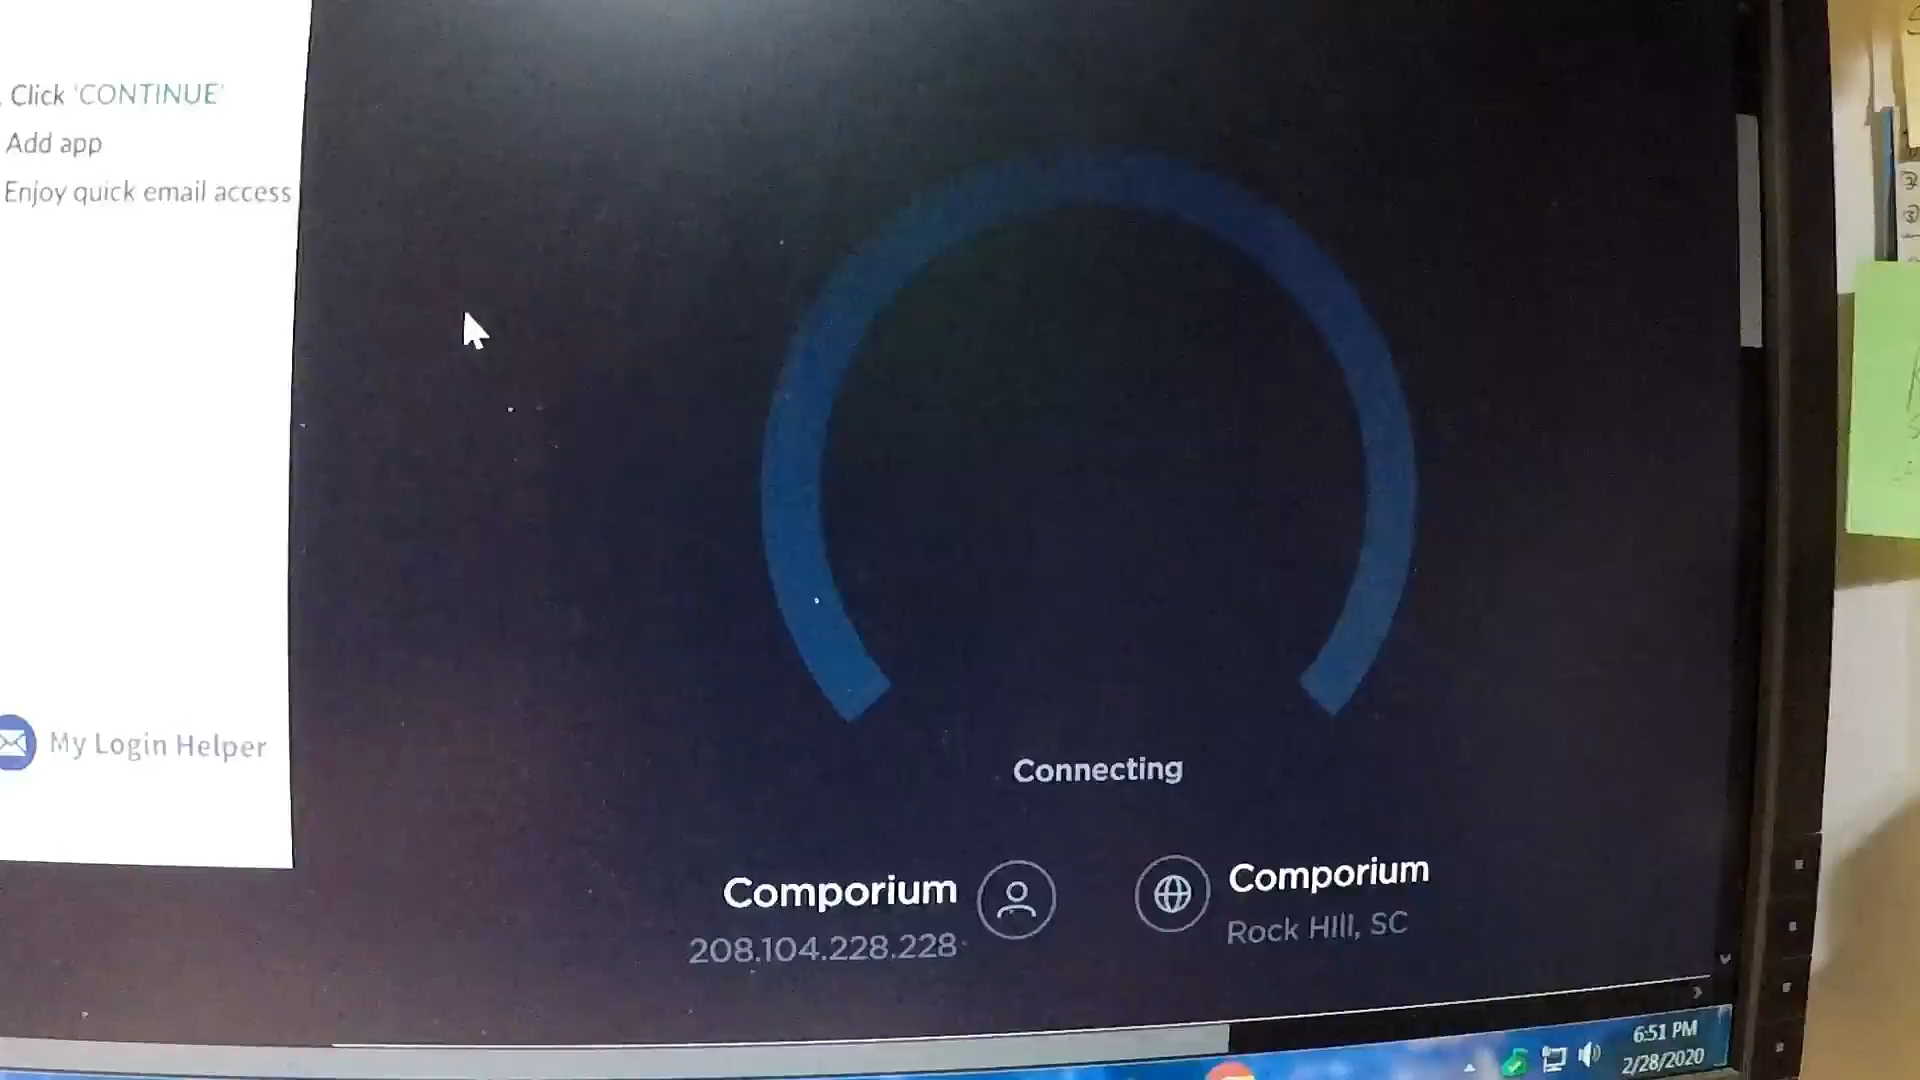 Click 'CONTINUE'
Add app
Enjoy quick email access
My Login Helper
Connecting
Comporium
208.104.228.228
Comporium
Rock Hill, SC
6:51 PM
2/28/2020